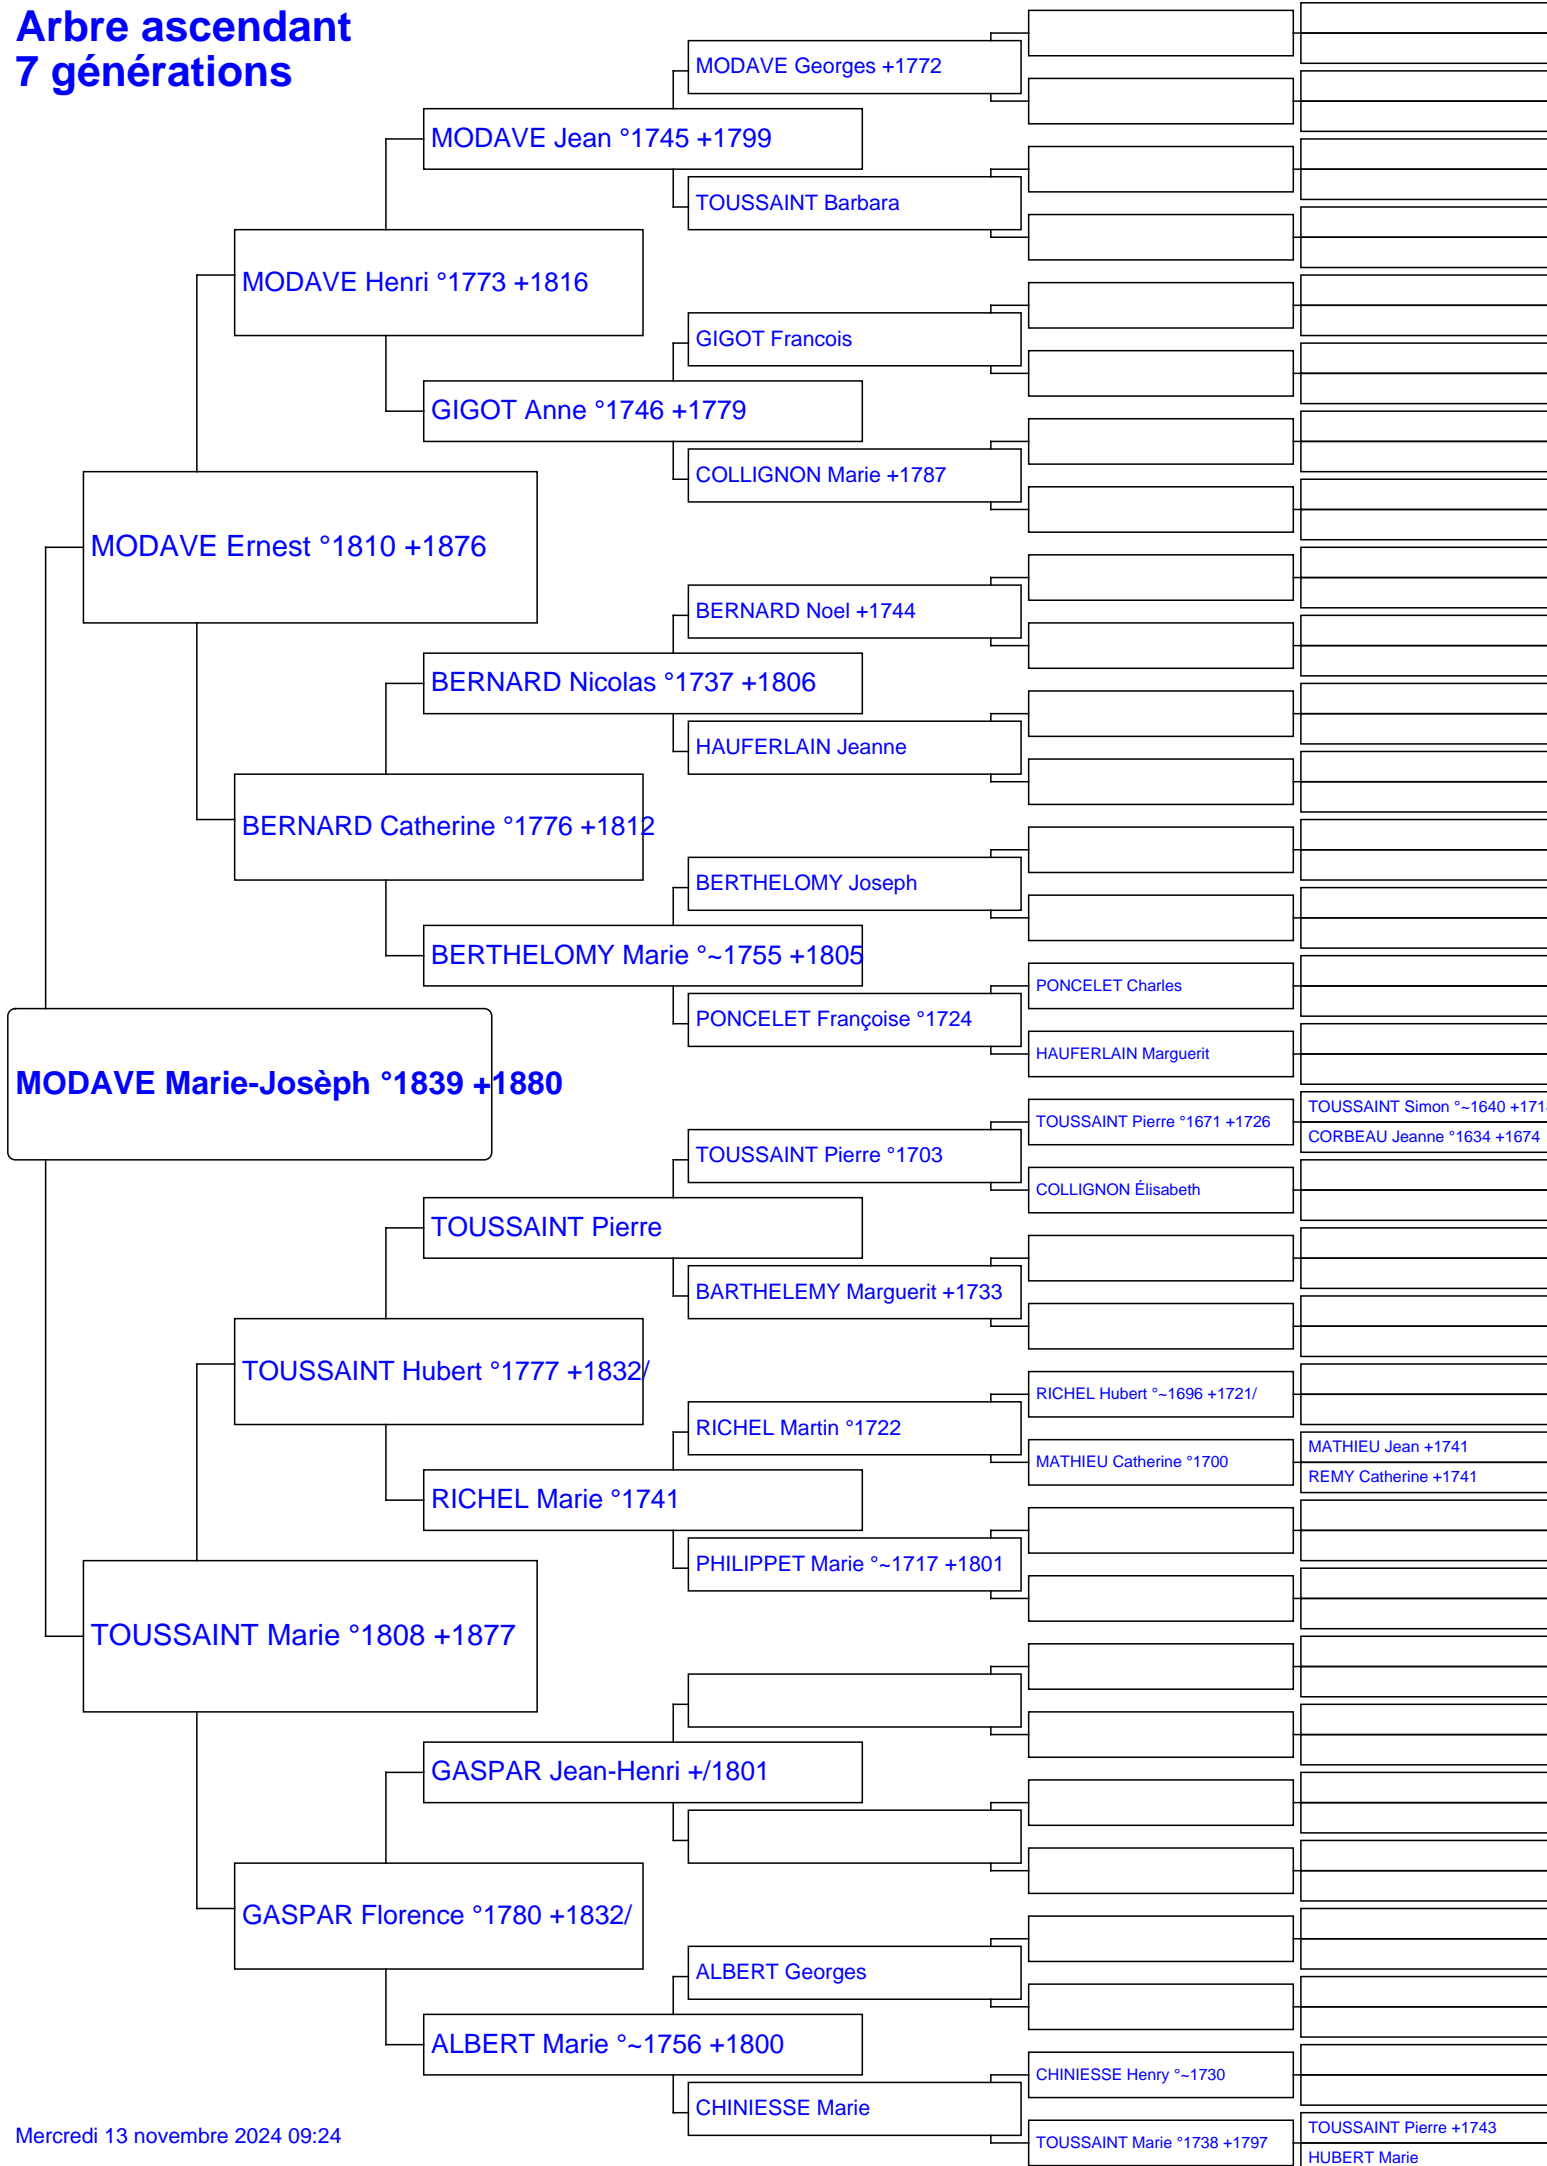 Arbre ascendant
7 générations
MODAVE Georges +1772
MODAVE Jean °1745 +1799
TOUSSAINT Barbara
MODAVE Henri °1773 +1816
GIGOT Francois
GIGOT Anne °1746 +1779
COLLIGNON Marie +1787
MODAVE Ernest °1810 +1876
BERNARD Noel +1744
BERNARD Nicolas °1737 +1806
HAUFERLAIN Jeanne
BERNARD Catherine °1776 +1812
BERTHELOMY Joseph
BERTHELOMY Marie °~1755 +1805
PONCELET Charles
PONCELET Françoise °1724
HAUFERLAIN Marguerit
MODAVE Marie-Josèph °1839 +1880
TOUSSAINT Simon °~1640 +171
TOUSSAINT Pierre °1671 +1726
CORBEAU Jeanne °1634 +1674
TOUSSAINT Pierre °1703
COLLIGNON Élisabeth
TOUSSAINT Pierre
BARTHELEMY Marguerit +1733
TOUSSAINT Hubert °1777 +1832/
RICHEL Hubert °~1696 +1721/
RICHEL Martin °1722
MATHIEU Jean +1741
MATHIEU Catherine °1700
REMY Catherine +1741
RICHEL Marie °1741
PHILIPPET Marie °~1717 +1801
TOUSSAINT Marie °1808 +1877
GASPAR Jean-Henri +/1801
GASPAR Florence °1780 +1832/
ALBERT Georges
ALBERT Marie °~1756 +1800
CHINIESSE Henry °~1730
CHINIESSE Marie
TOUSSAINT Pierre +1743
TOUSSAINT Marie °1738 +1797
HUBERT Marie
Mercredi 13 novembre 2024 09:24